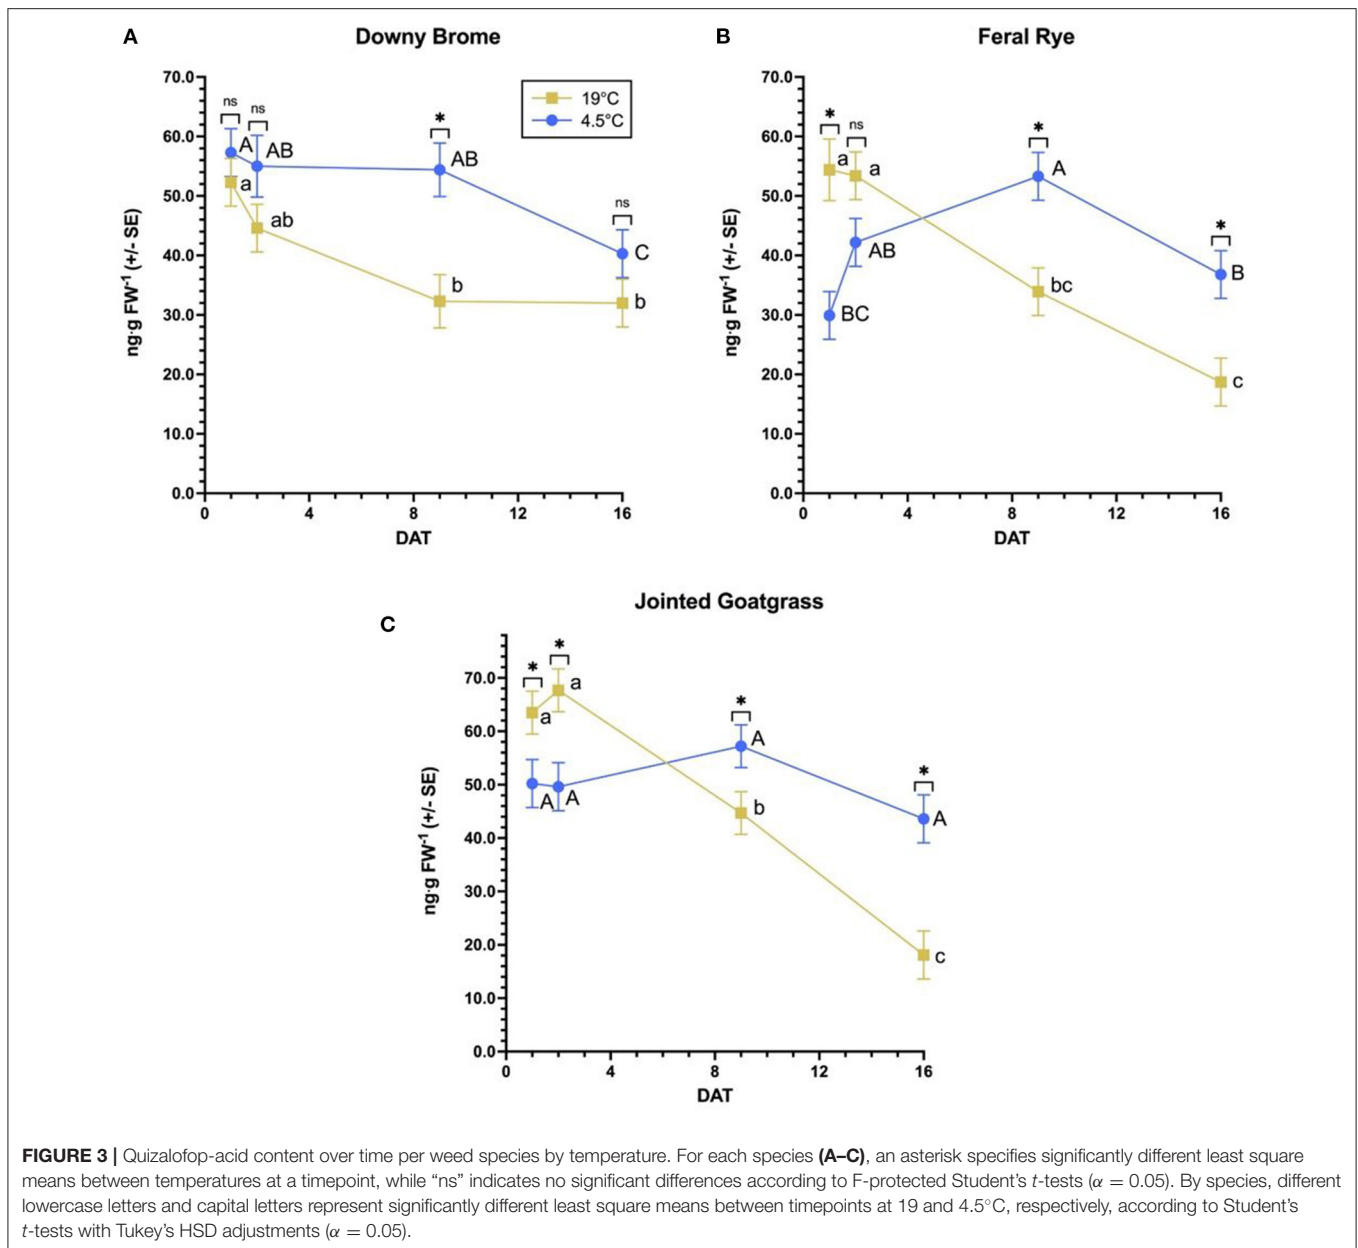 A
Downy Brome
70.0
60.0
50.0
40.0
30.0
20.0
10.0
0.0
ng·g FW⁻¹ (+/- SE)
ns
ns
*
ns
19°C
4.5°C
A
AB
AB
C
a
ab
b
b
0
4
8
12
16
DAT
B
Feral Rye
70.0
60.0
50.0
40.0
30.0
20.0
10.0
0.0
ng·g FW⁻¹ (+/- SE)
*
ns
*
*
a
a
bc
c
BC
AB
A
B
0
4
8
12
16
DAT
C
Jointed Goatgrass
70.0
60.0
50.0
40.0
30.0
20.0
10.0
0.0
ng·g FW⁻¹ (+/- SE)
*
*
*
*
a
a
b
c
A
A
A
A
0
4
8
12
16
DAT
FIGURE 3 | Quizalofop-acid content over time per weed species by temperature. For each species (A–C), an asterisk specifies significantly different least square
means between temperatures at a timepoint, while “ns” indicates no significant differences according to F-protected Student’s t-tests (α = 0.05). By species, different
lowercase letters and capital letters represent significantly different least square means between timepoints at 19 and 4.5°C, respectively, according to Student’s
t-tests with Tukey’s HSD adjustments (α = 0.05).